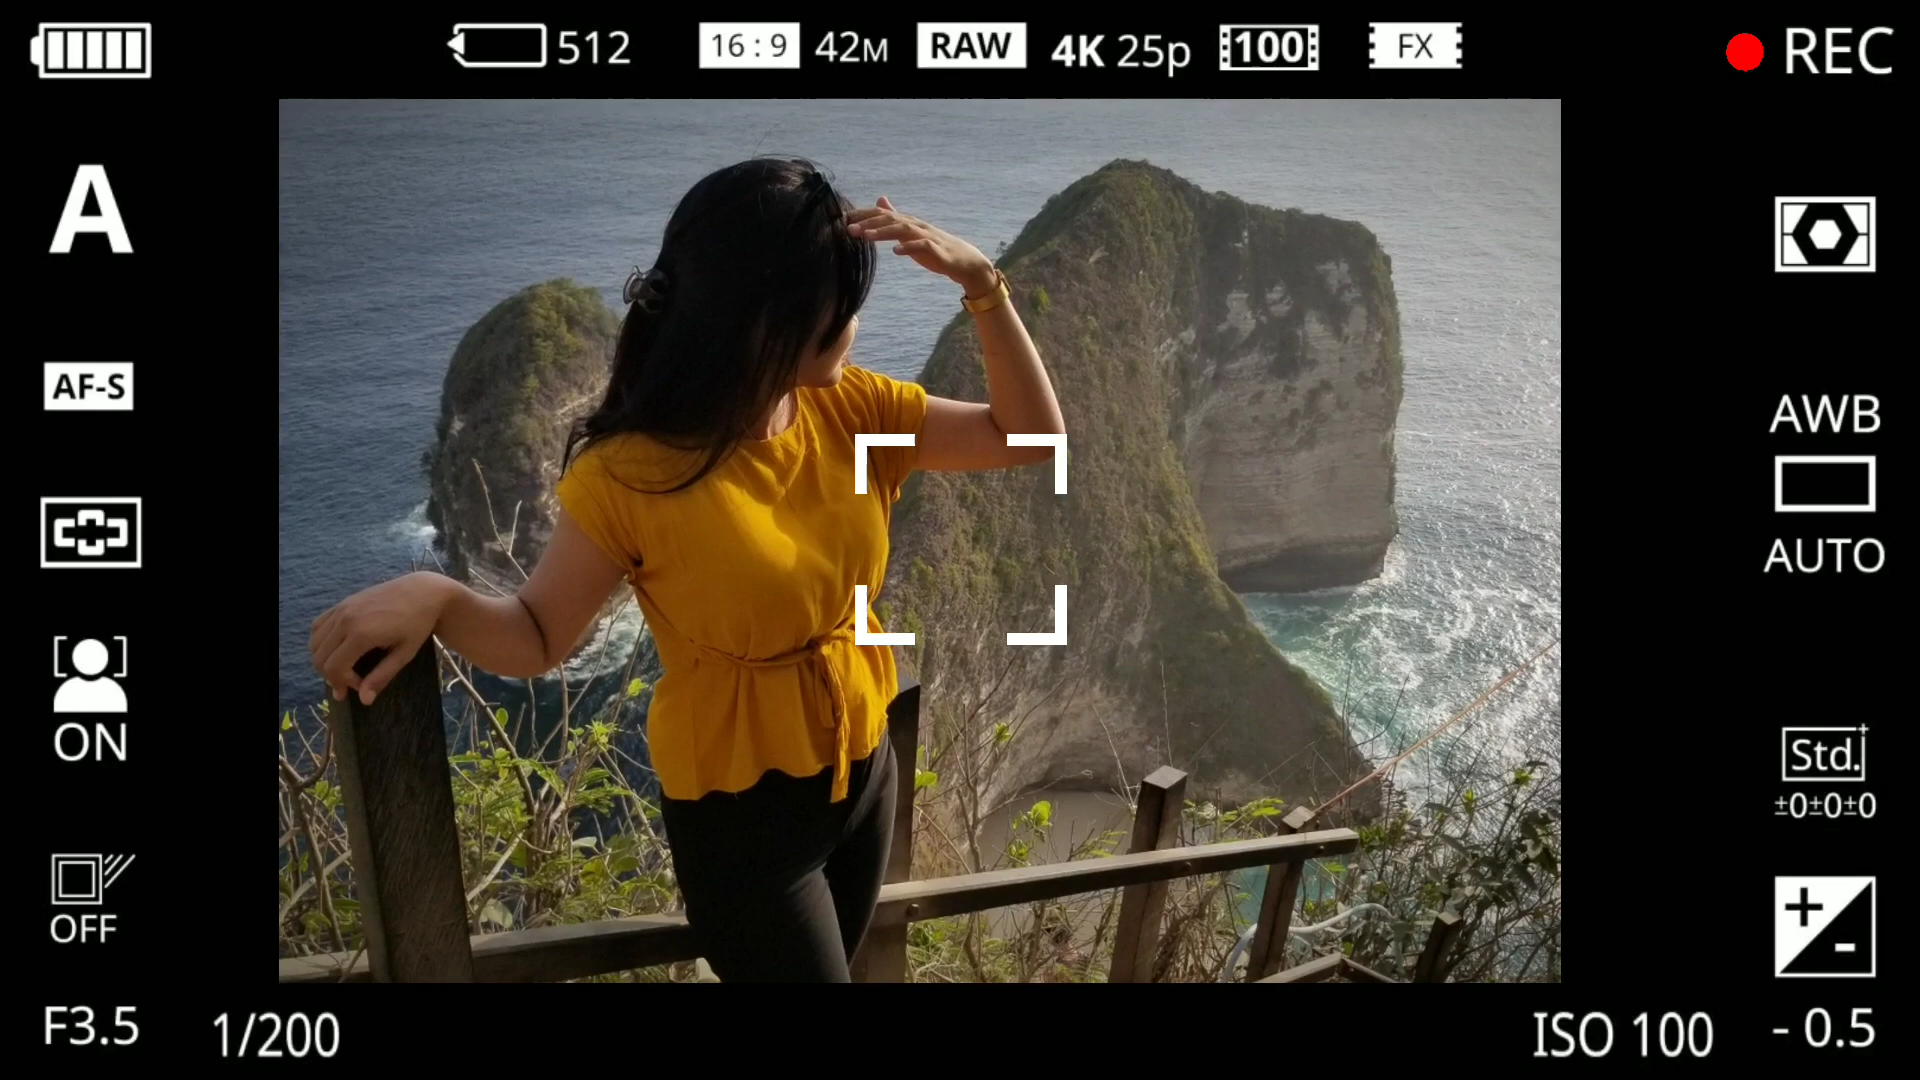 512 16:9 42M RAW 4K 25p 100 FX REC
A
AF-S
AWB
AUTO
ON
Std.+
±0±0±0
OFF
F3.5 1/200 ISO 100 - 0.5